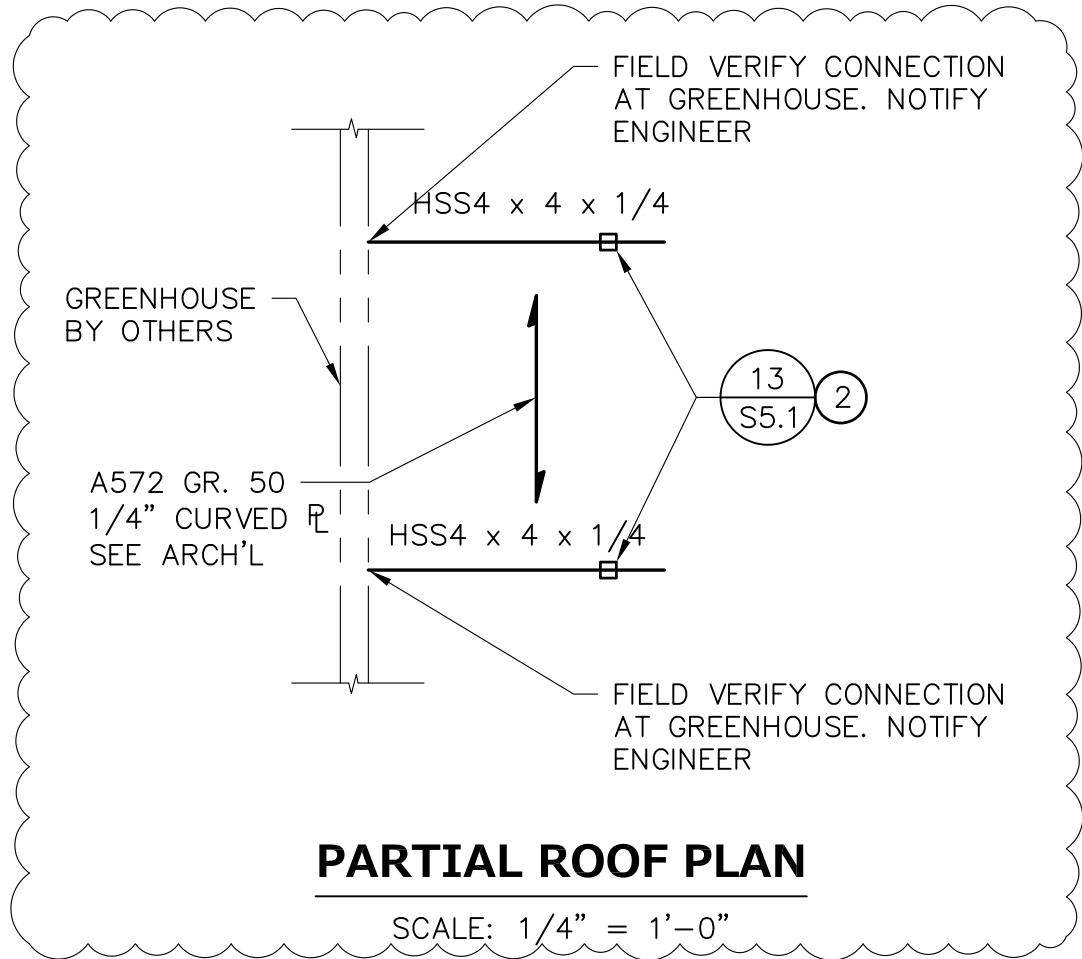 FIELD VERIFY CONNECTION
AT GREENHOUSE. NOTIFY
ENGINEER
HSS4 x 4 x 1/4
GREENHOUSE
BY OTHERS
13
S5.1
2
A572 GR. 50
1/4” CURVED ℙL
SEE ARCH'L
HSS4 x 4 x 1/4
FIELD VERIFY CONNECTION
AT GREENHOUSE. NOTIFY
ENGINEER
PARTIAL ROOF PLAN
SCALE: 1/4” = 1'-0”